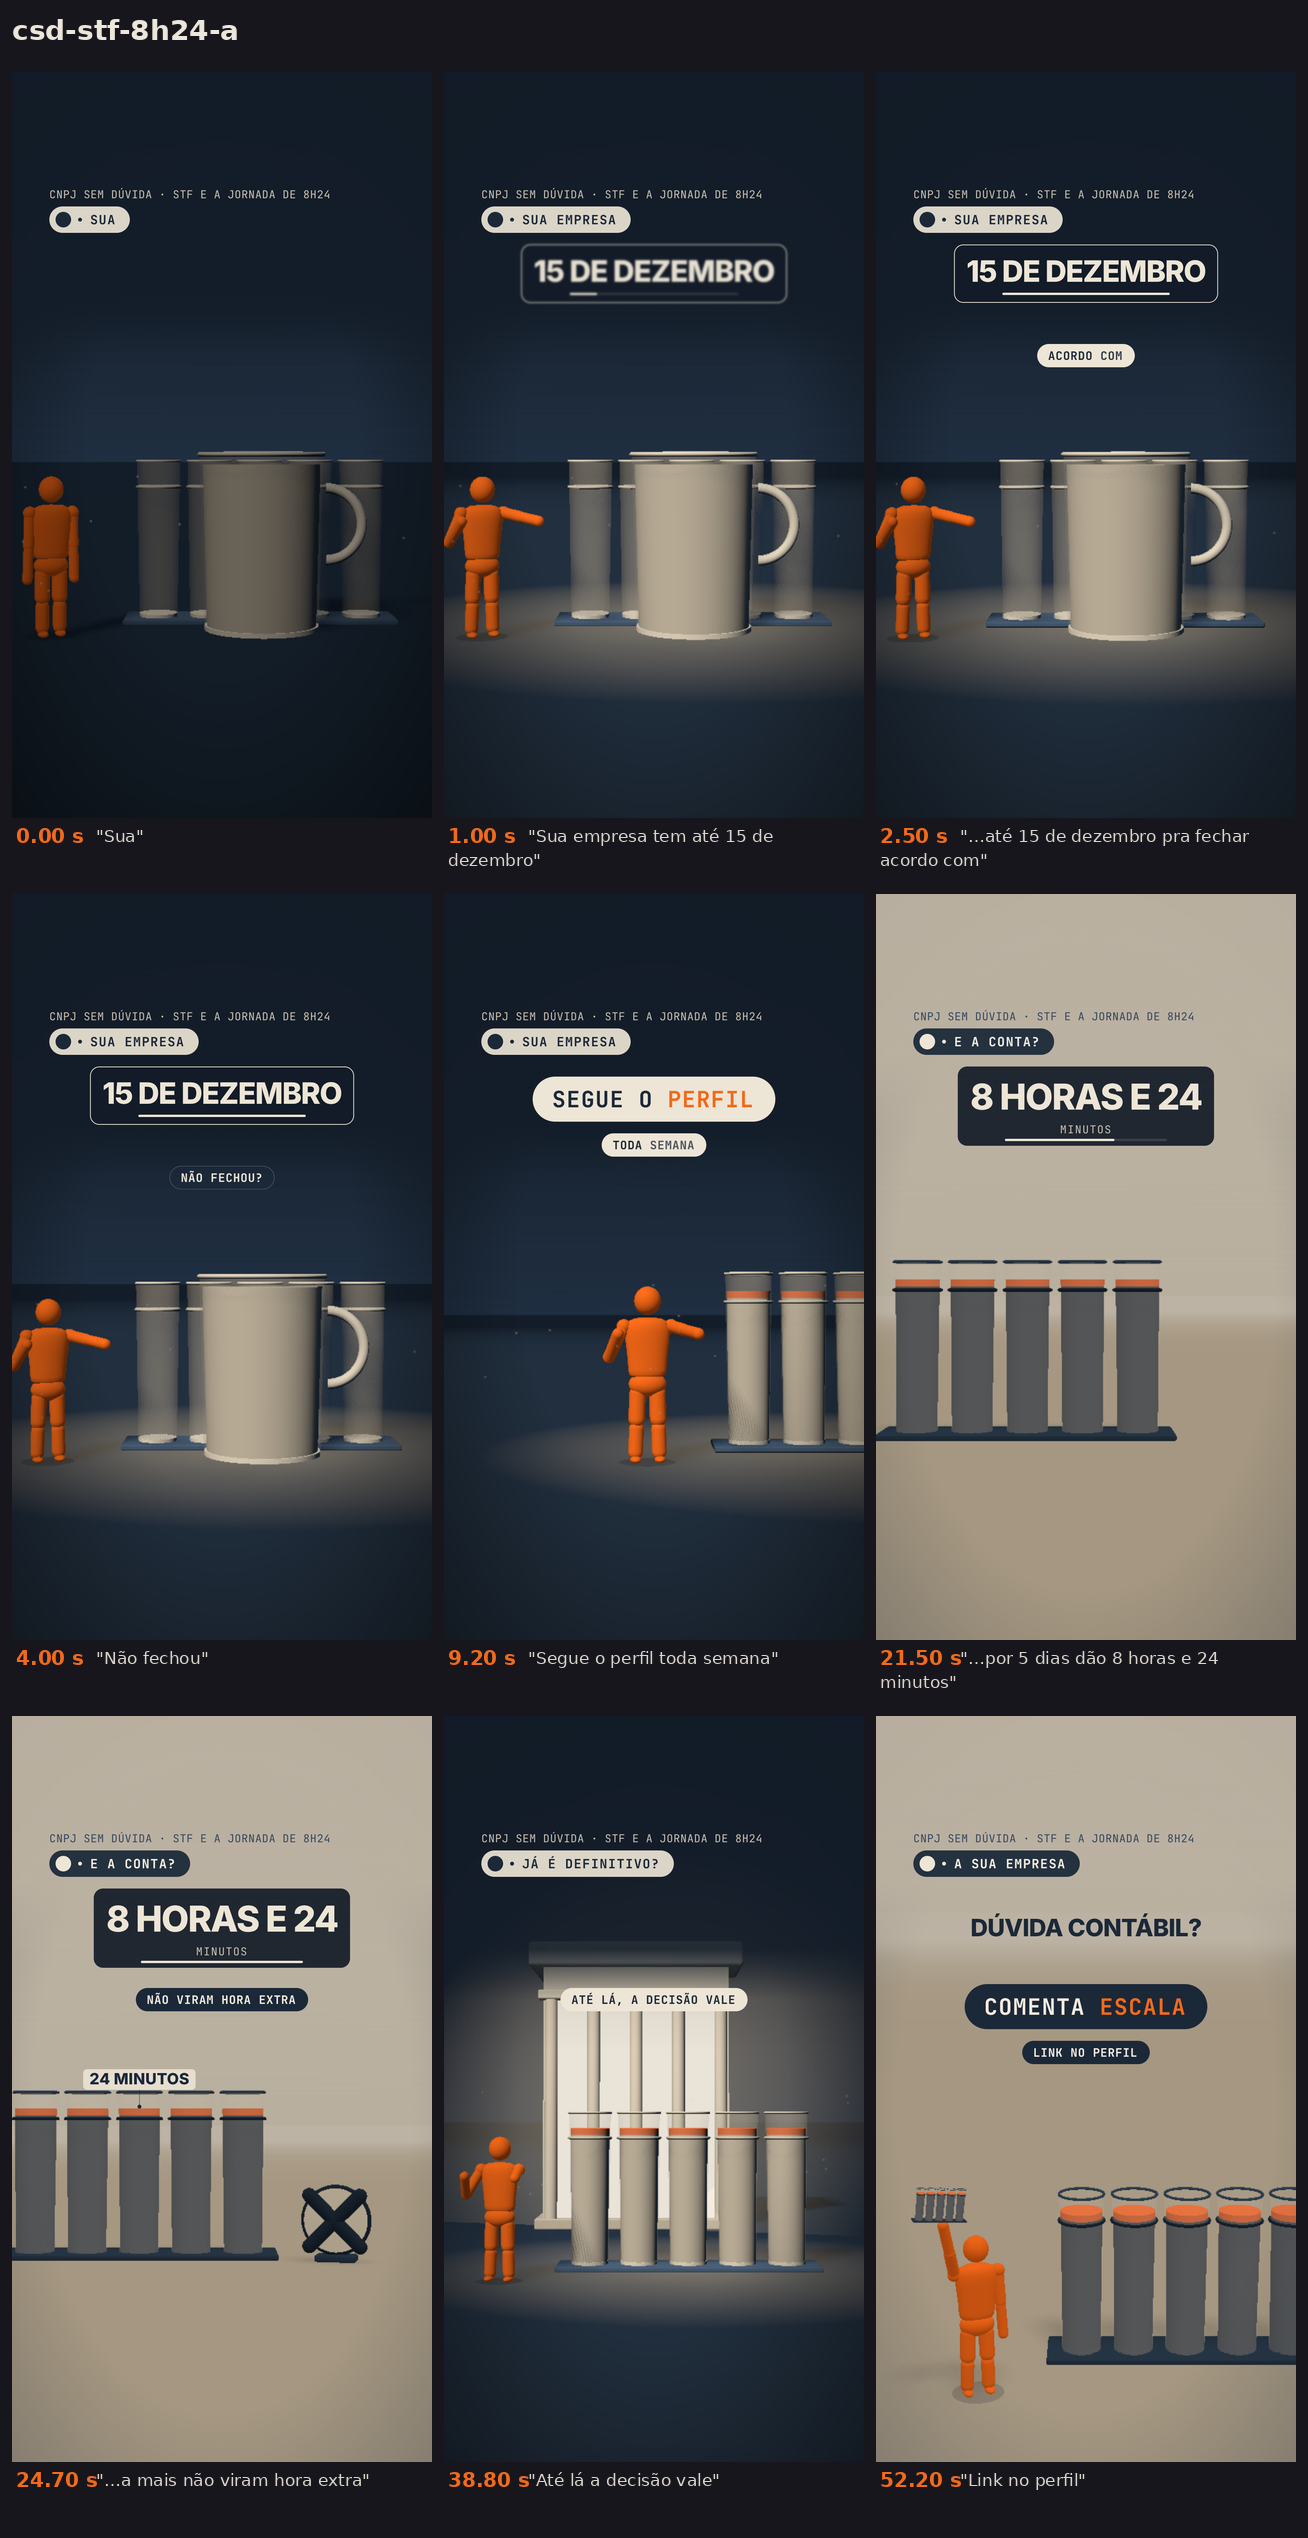 csd-stf-8h24-a
CNPJ SEM DÚVIDA · STF E A JORNADA DE 8H24
• SUA
0.00 s "Sua"
CNPJ SEM DÚVIDA · STF E A JORNADA DE 8H24
• SUA EMPRESA
15 DE DEZEMBRO
1.00 s "Sua empresa tem até 15 de
dezembro"
CNPJ SEM DÚVIDA · STF E A JORNADA DE 8H24
• SUA EMPRESA
15 DE DEZEMBRO
ACORDO COM
2.50 s "...até 15 de dezembro pra fechar
acordo com"
CNPJ SEM DÚVIDA · STF E A JORNADA DE 8H24
• SUA EMPRESA
15 DE DEZEMBRO
NÃO FECHOU?
4.00 s "Não fechou"
CNPJ SEM DÚVIDA · STF E A JORNADA DE 8H24
• SUA EMPRESA
SEGUE O PERFIL
TODA SEMANA
9.20 s "Segue o perfil toda semana"
CNPJ SEM DÚVIDA · STF E A JORNADA DE 8H24
• E A CONTA?
8 HORAS E 24
MINUTOS
21.50 s "...por 5 dias dão 8 horas e 24
minutos"
CNPJ SEM DÚVIDA · STF E A JORNADA DE 8H24
• E A CONTA?
8 HORAS E 24
MINUTOS
NÃO VIRAM HORA EXTRA
24 MINUTOS
24.70 s "...a mais não viram hora extra"
CNPJ SEM DÚVIDA · STF E A JORNADA DE 8H24
• JÁ É DEFINITIVO?
ATÉ LÁ, A DECISÃO VALE
38.80 s "Até lá a decisão vale"
CNPJ SEM DÚVIDA · STF E A JORNADA DE 8H24
• A SUA EMPRESA
DÚVIDA CONTÁBIL?
COMENTA ESCALA
LINK NO PERFIL
52.20 s "Link no perfil"